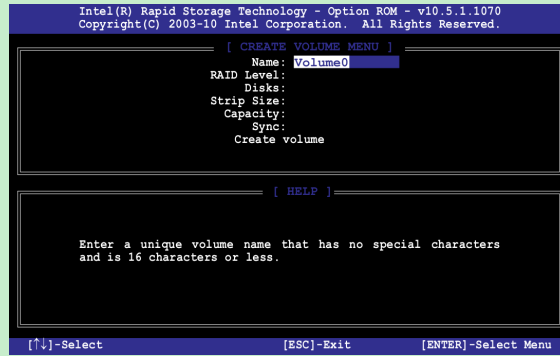 Intel(R) Rapid Storage Technology - Option ROM - v10.5.1.1070
Copyright(C) 2003-10 Intel Corporation. All Rights Reserved.
[ CREATE VOLUME MENU ]
Name: Volume0
RAID Level:
Disks:
Strip Size:
Capacity:
Sync:
Create volume
[ HELP ]
Enter a unique volume name that has no special characters
and is 16 characters or less.
[↑↓]-Select [ESC]-Exit [ENTER]-Select Menu